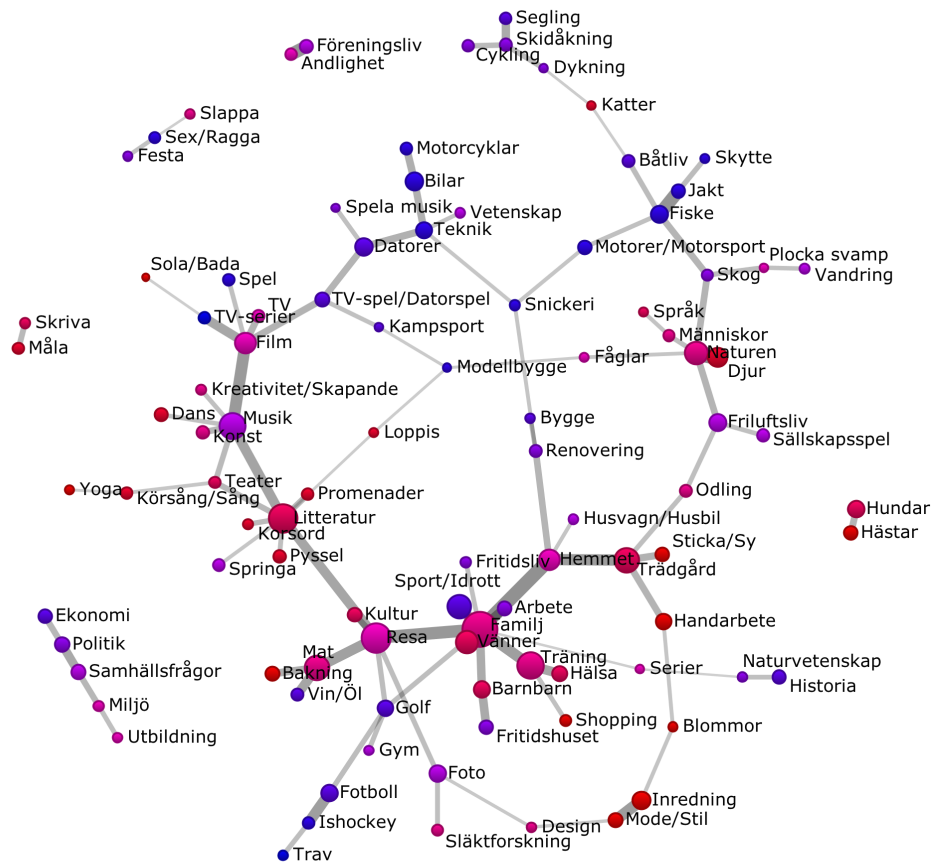 Segling
Föreningsliv
Skidåkning
Cykling
Andlighet
Dykning
Katter
Slappa
Sex/Ragga
Motorcyklar
Festa
Båtliv
Skytte
Bilar
Jakt
Spela musik
Vetenskap
Fiske
Teknik
Datorer
Motorer/Motorsport
Plocka svamp
Sola/Bada
Spel
Skog
Vandring
TV
TV-spel/Datorspel
Snickeri
Språk
TV-serier
Skriva
Kampsport
Människor
Film
Måla
Fåglar
Naturen
Modellbygge
Djur
Kreativitet/Skapande
Dans
Musik
Bygge
Friluftsliv
Konst
Loppis
Sällskapsspel
Renovering
Teater
Yoga
Körsång/Sång
Promenader
Odling
Hundar
Litteratur
Husvagn/Husbil
Korsord
Hästar
Sticka/Sy
Pyssel
Springa
Fritidsliv
Hemmet
Trädgård
Sport/Idrott
Ekonomi
Kultur
Arbete
Handarbete
Familj
Politik
Resa
Vänner
Mat
Träning
Naturvetenskap
Samhällsfrågor
Bakning
Hälsa
Serier
Historia
Vin/Öl
Barnbarn
Miljö
Golf
Shopping
Blommor
Utbildning
Fritidshuset
Gym
Foto
Fotboll
Inredning
Ishockey
Mode/Stil
Design
Släktforskning
Trav